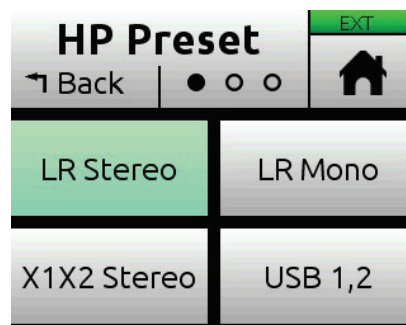 HP Preset
EXT
Back
LR Stereo
LR Mono
X1X2 Stereo
USB 1,2